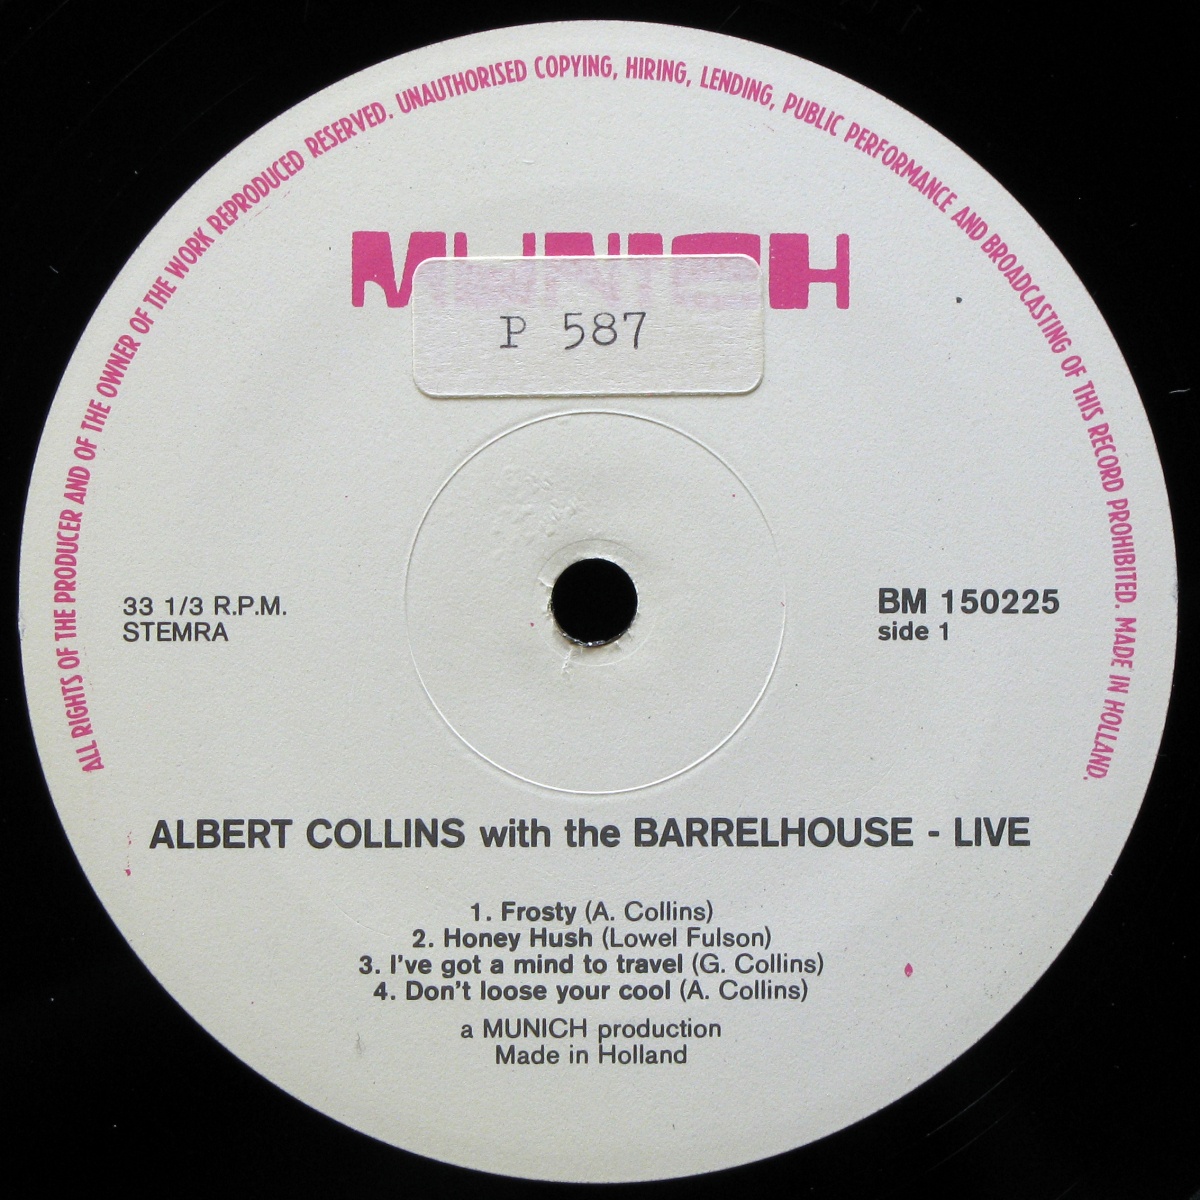 ALL RIGHTS OF THE PRODUCER AND OF THE OWNER OF THE WORK REPRODUCED RESERVED. UNAUTHORISED COPYING, HIRING, LENDING, PUBLIC PERFORMANCE AND BROADCASTING OF THIS RECORD PROHIBITED. MADE IN HOLLAND.
MUNICH
P 587
33 1/3 R.P.M.
STEMRA
BM 150225
side 1
ALBERT COLLINS with the BARRELHOUSE - LIVE
1. Frosty (A. Collins)
2. Honey Hush (Lowel Fulson)
3. I've got a mind to travel (G. Collins)
4. Don't loose your cool (A. Collins)
a MUNICH production
Made in Holland